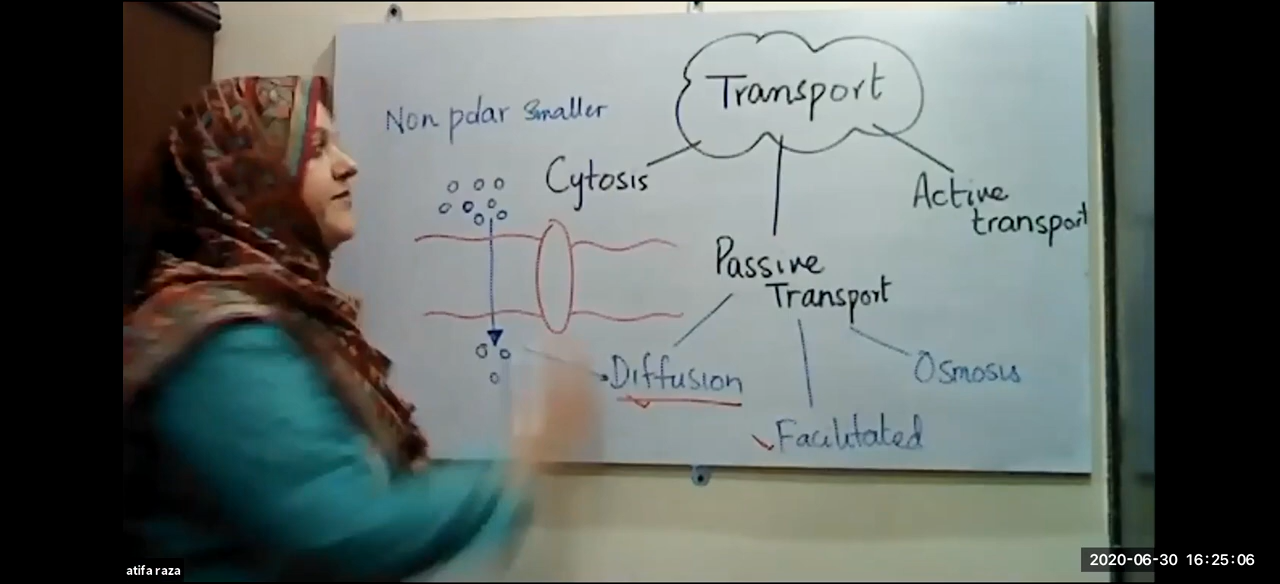 Transport
Non polar smaller
Cytosis
Active
transport
Passive
Transport
Diffusion
Osmosis
Facilitated
atifa raza
2020-06-30 16:25:06